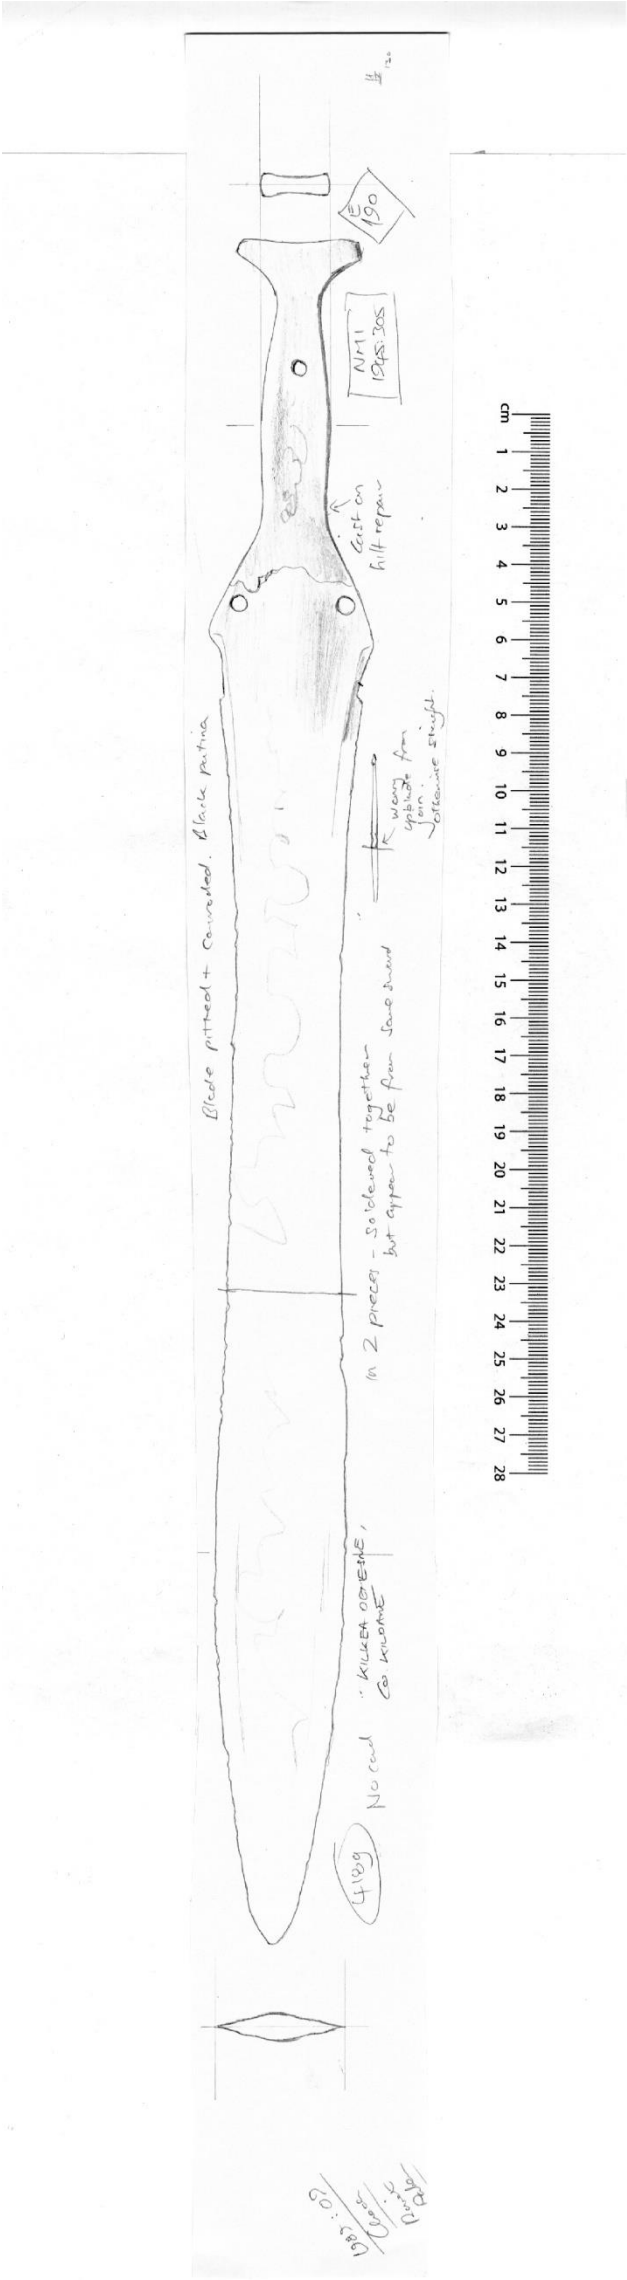 E
190
NMI
1945:305
Cast on
hilt repair
Blade pitted + corroded. Black patina
wavy
upblade from
join.
otherwise straight.
in 2 pieces - soldered together
but appear to be from same sword
"KILKEA DEMESNE,
Co KILDARE
No card
418g
cm
1
2
3
4
5
6
7
8
9
10
11
12
13
14
15
16
17
18
19
20
21
22
23
24
25
26
27
28